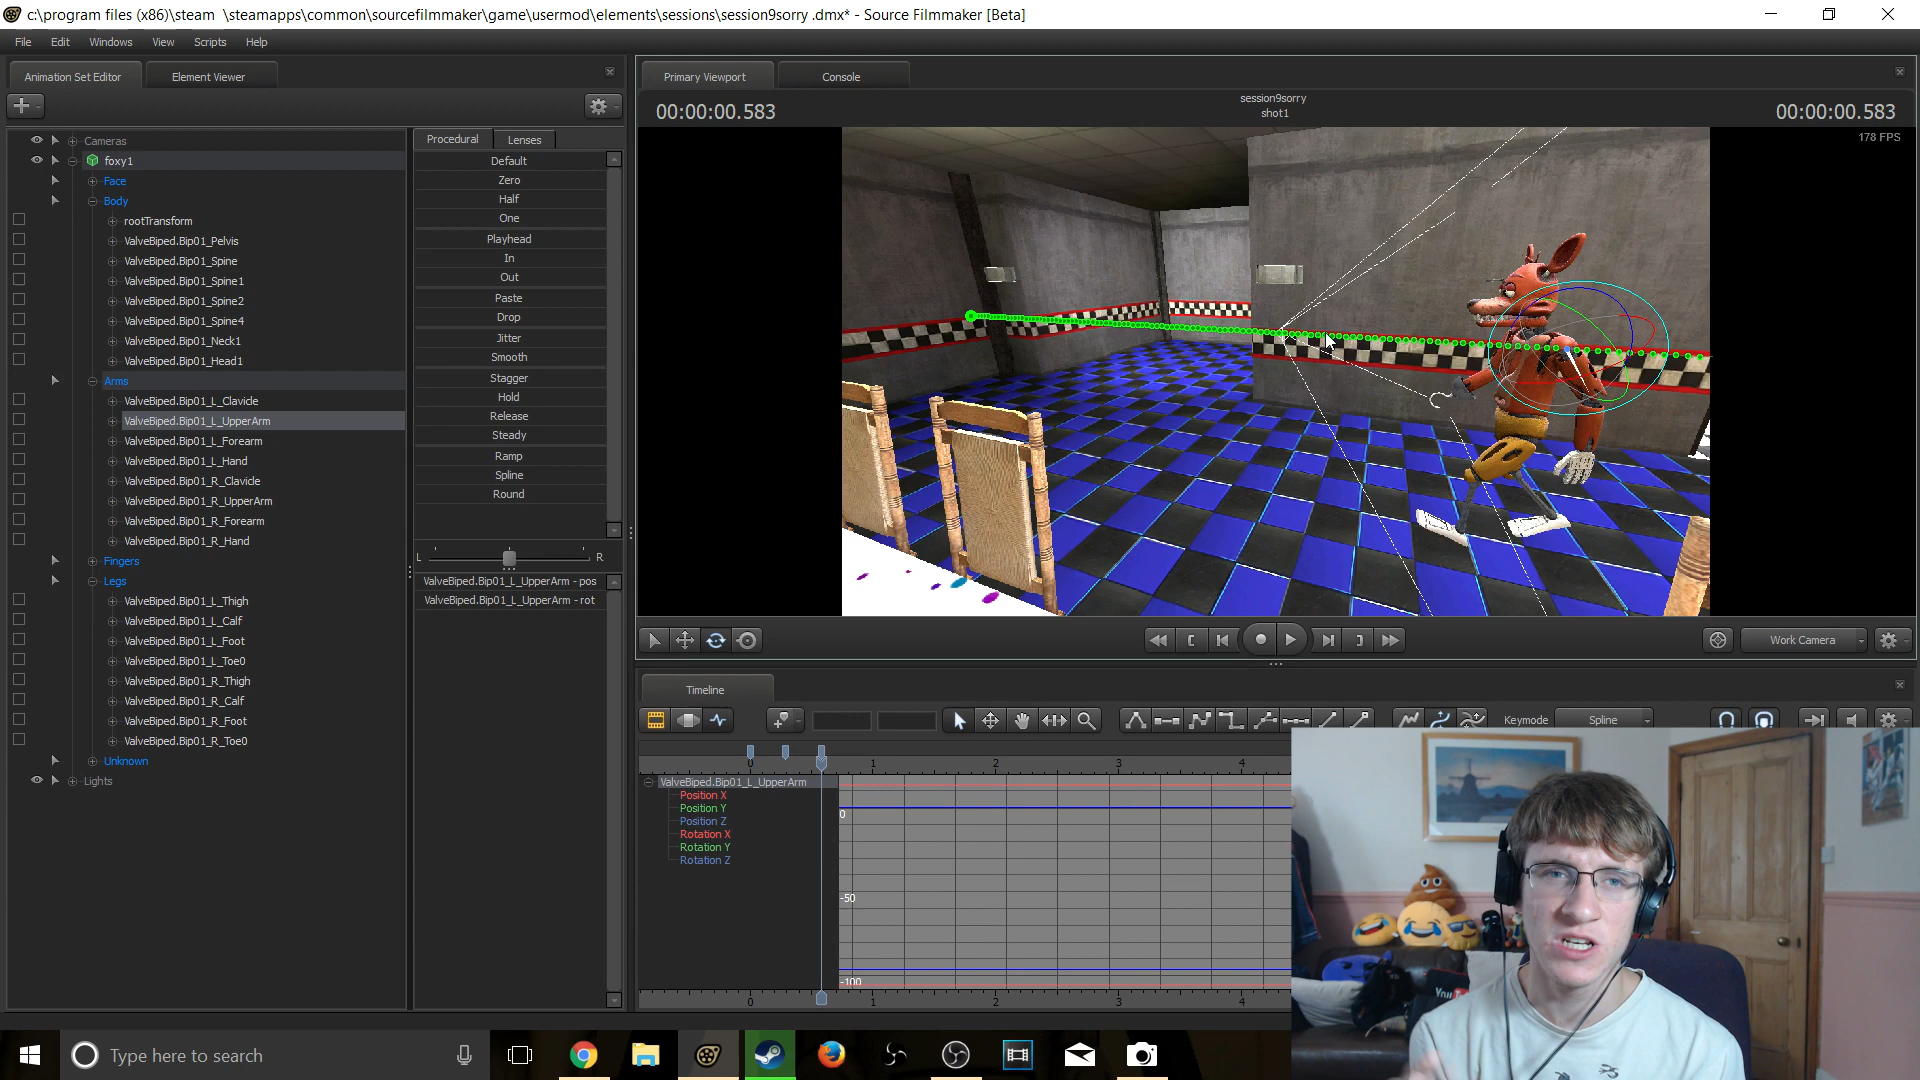 c:\program files (x86)\steam \steamapps\common\sourcefilmmaker\game\usermod\elements\sessions\session9sorry .dmx* - Source Filmmaker [Beta]
File Edit Windows View Scripts Help
Animation Set Editor Element Viewer
Cameras
foxy1
Face
Body
rootTransform
ValveBiped.Bip01_Pelvis
ValveBiped.Bip01_Spine
ValveBiped.Bip01_Spine1
ValveBiped.Bip01_Spine2
ValveBiped.Bip01_Spine4
ValveBiped.Bip01_Neck1
ValveBiped.Bip01_Head1
Arms
ValveBiped.Bip01_L_Clavicle
ValveBiped.Bip01_L_UpperArm
ValveBiped.Bip01_L_Forearm
ValveBiped.Bip01_L_Hand
ValveBiped.Bip01_R_Clavicle
ValveBiped.Bip01_R_UpperArm
ValveBiped.Bip01_R_Forearm
ValveBiped.Bip01_R_Hand
Fingers
Legs
ValveBiped.Bip01_L_Thigh
ValveBiped.Bip01_L_Calf
ValveBiped.Bip01_L_Foot
ValveBiped.Bip01_L_Toe0
ValveBiped.Bip01_R_Thigh
ValveBiped.Bip01_R_Calf
ValveBiped.Bip01_R_Foot
ValveBiped.Bip01_R_Toe0
Unknown
Lights
Procedural Lenses
Default
Zero
Half
One
Playhead
In
Out
Paste
Drop
Jitter
Smooth
Stagger
Hold
Release
Steady
Ramp
Spline
Round
L R
ValveBiped.Bip01_L_UpperArm - pos
ValveBiped.Bip01_L_UpperArm - rot
Primary Viewport Console
00:00:00.583 session9sorry 00:00:00.583
shot1
178 FPS
Work Camera
Timeline
Keymode Spline
0 1 2 3 4
ValveBiped.Bip01_L_UpperArm
Position X
Position Y
Position Z
Rotation X
Rotation Y
Rotation Z
0
-50
-100
0 1 2 3 4
Type here to search